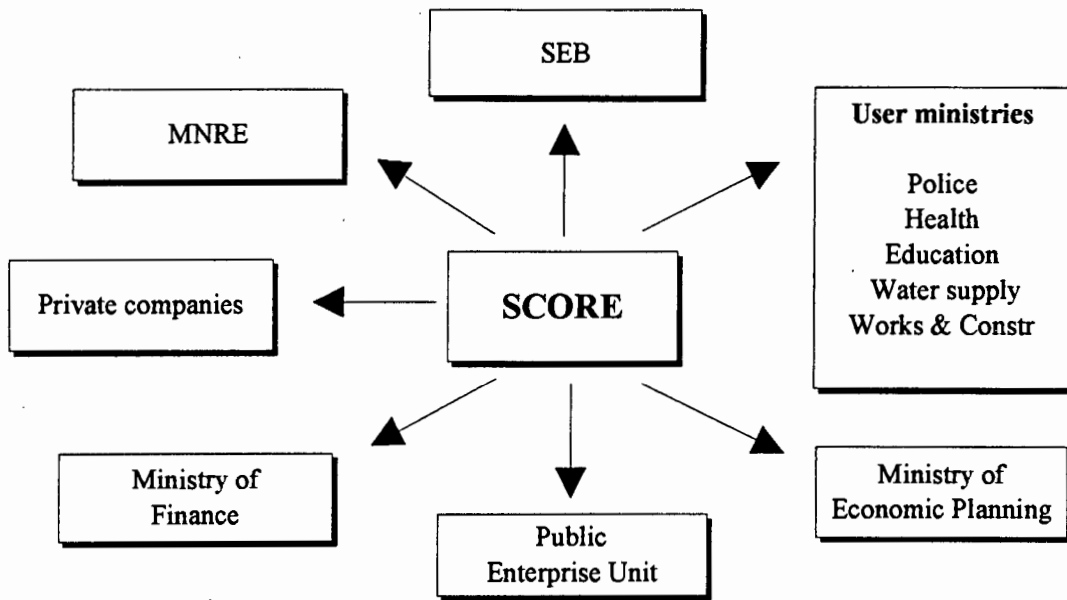 SEB
MNRE
User ministries
Police
Health
Education
Water supply
Works & Constr
Private companies
SCORE
Ministry of
Finance
Public
Enterprise Unit
Ministry of
Economic Planning